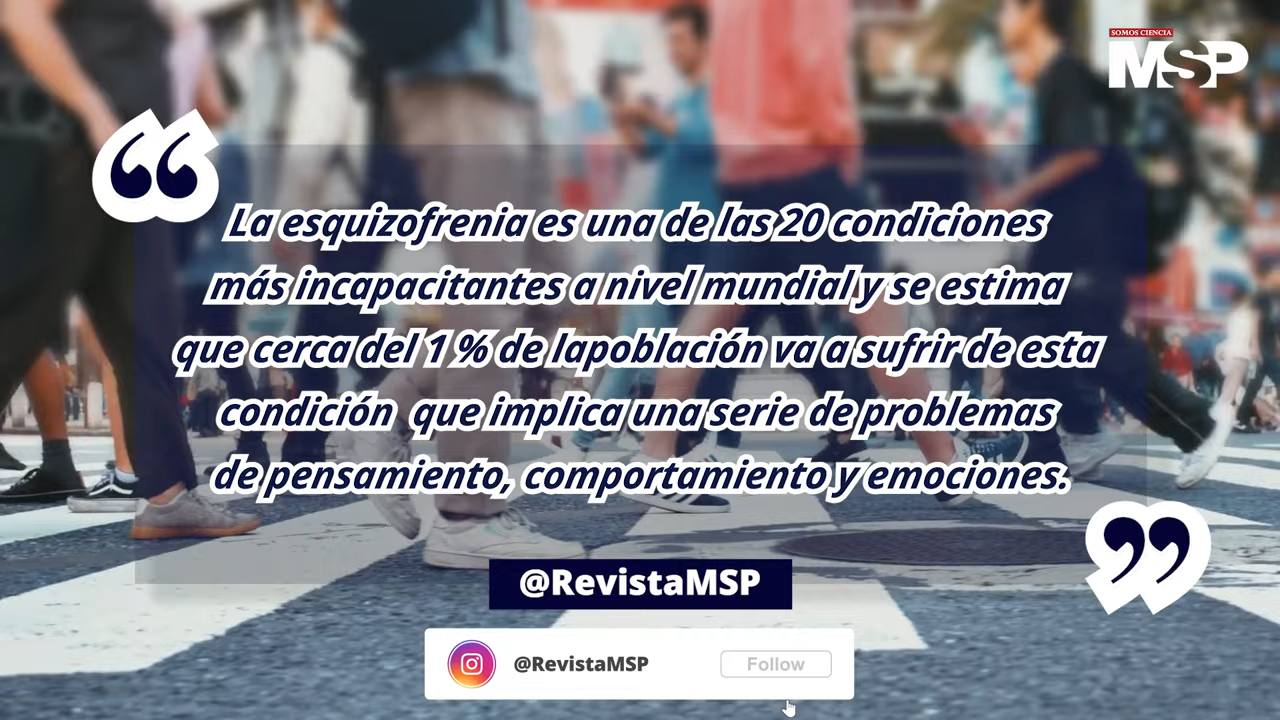 SOMOS CIENCIA
MSP
“
La esquizofrenia es una de las 20 condiciones
más incapacitantes a nivel mundial y se estima
que cerca del 1 % de lapoblación va a sufrir de esta
condición  que implica una serie de problemas
de pensamiento, comportamiento y emociones.
”
@RevistaMSP
@RevistaMSP Follow